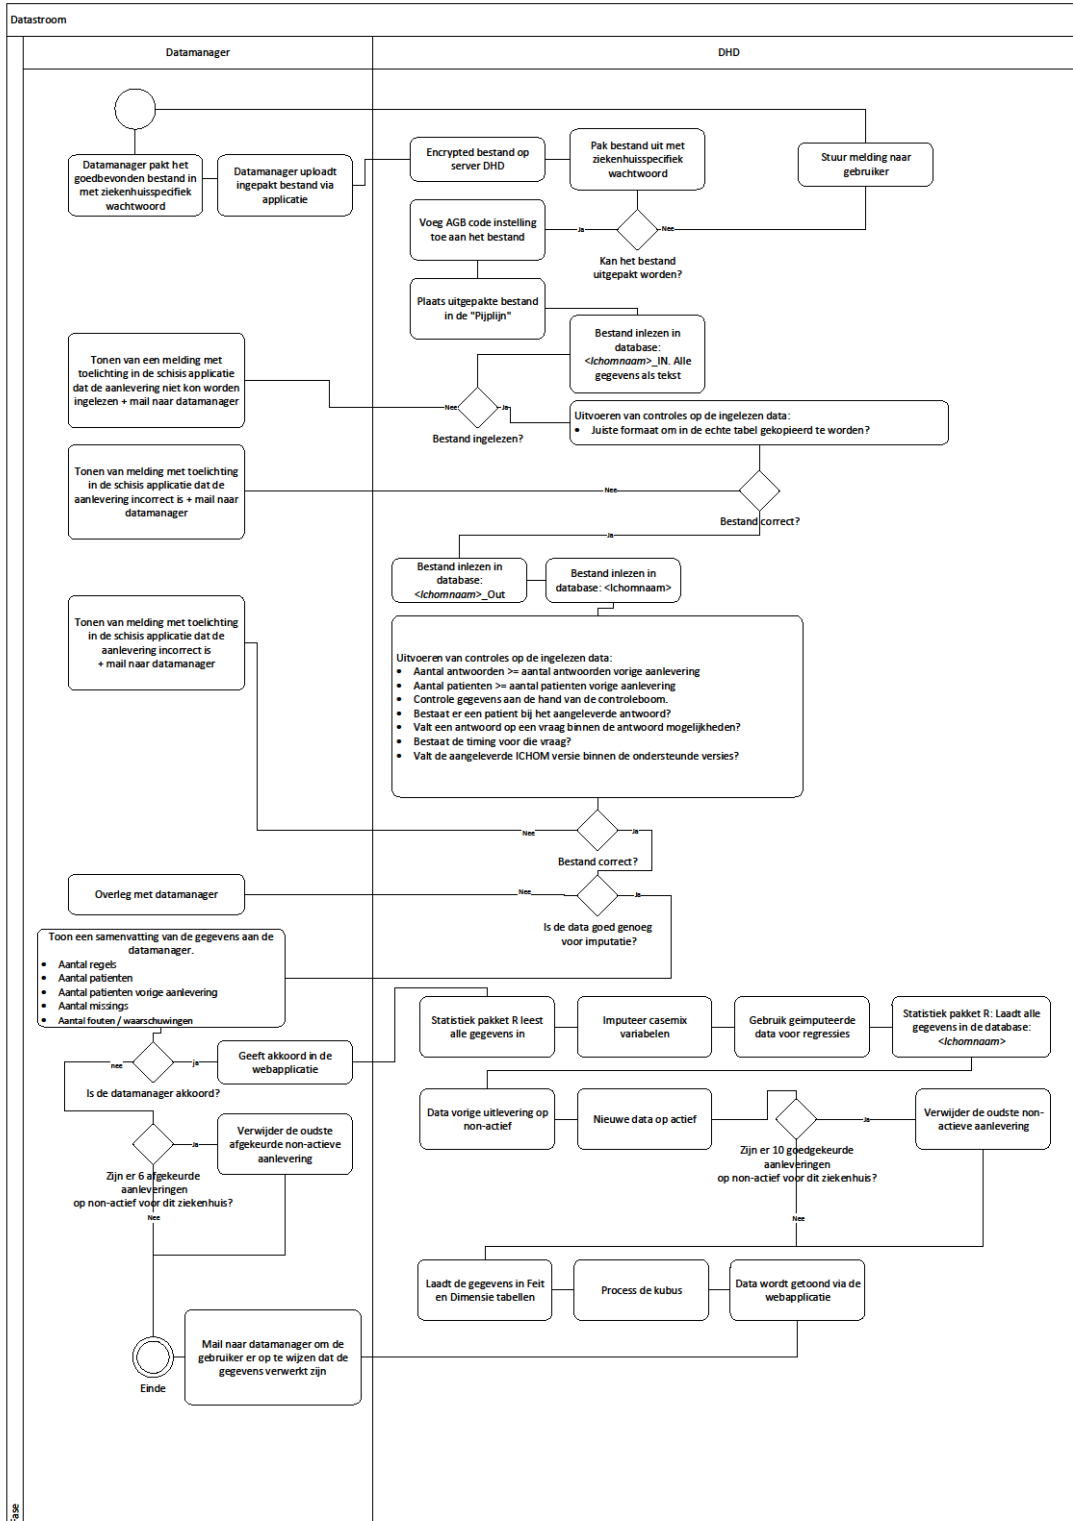 Datastroom
Datamanager
DHD
Datamanager pakt het
goedbevonden bestand in
met ziekenhuisspecifiek
wachtwoord
Datamanager uploadt
ingepakt bestand via
applicatie
Encrypted bestand op
server DHD
Pak bestand uit met
ziekenhuisspecifiek
wachtwoord
Stuur melding naar
gebruiker
Voeg AGB code instelling
toe aan het bestand
Ja
Nee
Kan het bestand
uitgepakt worden?
Plaats uitgepakte bestand
in de "Pijplijn"
Bestand inlezen in
database:
<Ichomnaam>_IN. Alle
gegevens als tekst
Tonen van een melding met
toelichting in de schisis applicatie
dat de aanlevering niet kon worden
ingelezen + mail naar datamanager
Nee
Ja
Bestand ingelezen?
Uitvoeren van controles op de ingelezen data:
• Juiste formaat om in de echte tabel gekopieerd te worden?
Tonen van melding met toelichting
in de schisis applicatie dat de
aanlevering incorrect is + mail naar
datamanager
Nee
Bestand correct?
Ja
Bestand inlezen in
database:
<Ichomnaam>_Out
Bestand inlezen in
database: <Ichomnaam>
Tonen van melding met toelichting
in de schisis applicatie dat de
aanlevering incorrect is
+ mail naar datamanager
Uitvoeren van controles op de ingelezen data:
• Aantal antwoorden >= aantal antwoorden vorige aanlevering
• Aantal patienten >= aantal patienten vorige aanlevering
• Controle gegevens aan de hand van de controleboom.
• Bestaat er een patient bij het aangeleverde antwoord?
• Valt een antwoord op een vraag binnen de antwoord mogelijkheden?
• Bestaat de timing voor die vraag?
• Valt de aangeleverde ICHOM versie binnen de ondersteunde versies?
Nee
Ja
Bestand correct?
Overleg met datamanager
Nee
Ja
Is de data goed genoeg
voor imputatie?
Toon een samenvatting van de gegevens aan de
datamanager.
• Aantal regels
• Aantal patienten
• Aantal patienten vorige aanlevering
• Aantal missings
• Aantal fouten / waarschuwingen
Statistiek pakket R leest
alle gegevens in
Imputeer casemix
variabelen
Gebruik geimputeerde
data voor regressies
Statistiek pakket R: Laadt alle
gegevens in de database:
<Ichomnaam>
nee
ja
Geeft akkoord in de
webapplicatie
Is de datamanager akkoord?
Data vorige uitlevering op
non-actief
Nieuwe data op actief
Ja
Verwijder de oudste non-
actieve aanlevering
Zijn er 10 goedgekeurde
aanleveringen
op non-actief voor dit ziekenhuis?
Nee
Ja
Verwijder de oudste
afgekeurde non-actieve
aanlevering
Zijn er 6 afgekeurde
aanleveringen
op non-actief voor dit ziekenhuis?
Nee
Laadt de gegevens in Feit
en Dimensie tabellen
Process de kubus
Data wordt getoond via de
webapplicatie
Mail naar datamanager om de
gebruiker er op te wijzen dat de
gegevens verwerkt zijn
Einde
Fase